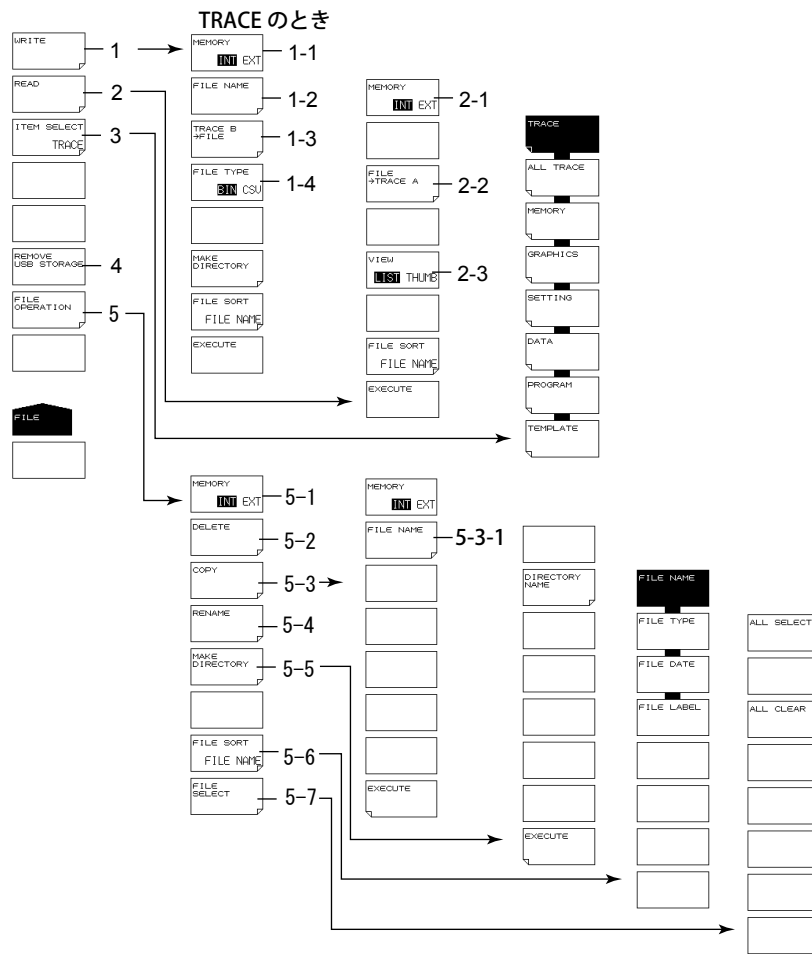 TRACE のとき
WRITE
1
READ
2
ITEM SELECT
TRACE
3
REMOVE
USB STORAGE
4
FILE
OPERATION
5
FILE
MEMORY
INT EXT
1-1
FILE NAME
1-2
TRACE B
→FILE
1-3
FILE TYPE
BIN CSV
1-4
MAKE
DIRECTORY
FILE SORT
FILE NAME
EXECUTE
MEMORY
INT EXT
2-1
FILE
→TRACE A
2-2
VIEW
LIST THUMB
2-3
FILE SORT
FILE NAME
EXECUTE
TRACE
ALL TRACE
MEMORY
GRAPHICS
SETTING
DATA
PROGRAM
TEMPLATE
MEMORY
INT EXT
5-1
DELETE
5-2
COPY
5-3
RENAME
5-4
MAKE
DIRECTORY
5-5
FILE SORT
FILE NAME
5-6
FILE
SELECT
5-7
MEMORY
INT EXT
FILE NAME
5-3-1
EXECUTE
DIRECTORY
NAME
EXECUTE
FILE NAME
FILE TYPE
FILE DATE
FILE LABEL
ALL SELECT
ALL CLEAR